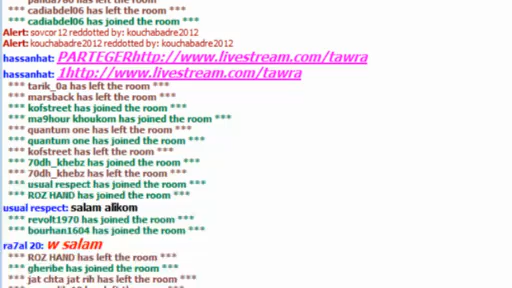 *** cadiabdel06 has left the room ***
*** cadiabdel06 has joined the room ***
Alert: sovcor12 reddotted by: kouchabadre2012
Alert: kouchabadre2012 reddotted by: kouchabadre2012
hassanhat: PARTEGERhttp://www.livestream.com/tawra
hassanhat: 1http://www.livestream.com/tawra
*** tarik_0a has left the room ***
*** marsback has left the room ***
*** kofstreet has joined the room ***
*** ma9hour khoukom has joined the room ***
*** quantum one has left the room ***
*** quantum one has joined the room ***
*** kofstreet has left the room ***
*** 70dh_khebz has joined the room ***
*** 70dh_khebz has left the room ***
*** usual respect has joined the room ***
*** ROZ HAND has joined the room ***
usual respect: salam alikom
*** revolt1970 has joined the room ***
*** bourhan1604 has joined the room ***
ra7al 20: w salam
*** ROZ HAND has left the room ***
*** gheribe has joined the room ***
*** jat chta jat rih has left the room ***